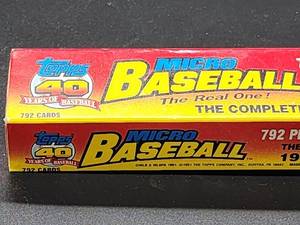 Topps
40
YEARS OF BASEBALL
792 CARDS
MICRO
BASEBALL
The Real One!
THE COMPLETE
Topps
40
YEARS OF BASEBALL
792 CARDS
MICRO
BASEBALL
792 P
THE
19